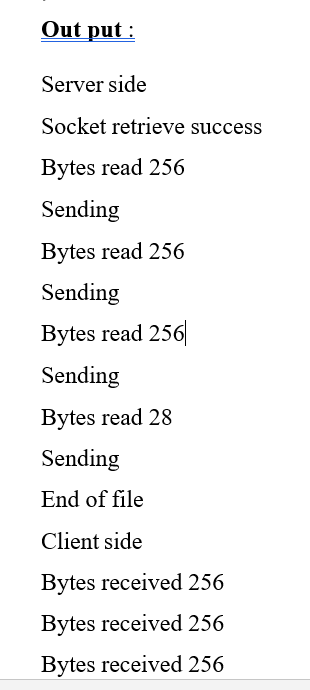 Out put :
Server side
Socket retrieve success
Bytes read 256
Sending
Bytes read 256
Sending
Bytes read 256
Sending
Bytes read 28
Sending
End of file
Client side
Bytes received 256
Bytes received 256
Bytes received 256